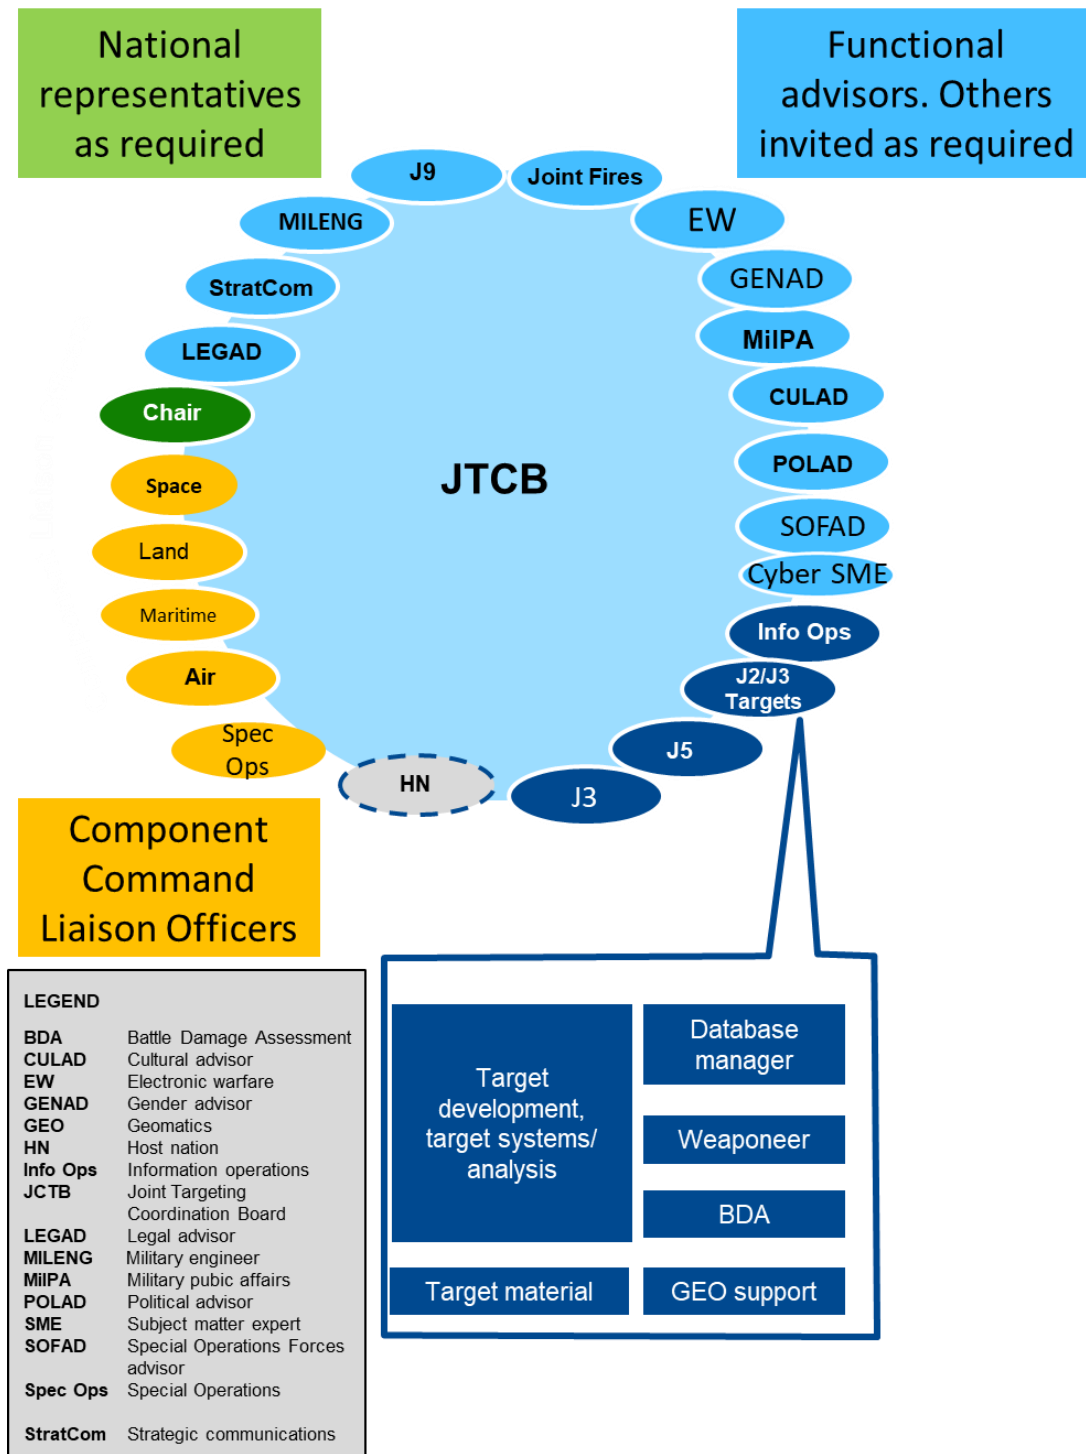 National
representatives
as required
Functional
advisors. Others
invited as required
J9
Joint Fires
MILENG
EW
StratCom
GENAD
LEGAD
MilPA
Chair
CULAD
Space
JTCB
POLAD
Land
SOFAD
Cyber SME
Maritime
Info Ops
Air
J2/J3
Targets
Spec
Ops
J5
HN
J3
Component
Command
Liaison Officers
LEGEND
BDA Battle Damage Assessment
CULAD Cultural advisor
EW Electronic warfare
GENAD Gender advisor
GEO Geomatics
HN Host nation
Info Ops Information operations
JCTB Joint Targeting
Coordination Board
LEGAD Legal advisor
MILENG Military engineer
MilPA Military pubic affairs
POLAD Political advisor
SME Subject matter expert
SOFAD Special Operations Forces
advisor
Spec Ops Special Operations
StratCom Strategic communications
Target
development,
target systems/
analysis
Database
manager
Weaponeer
BDA
Target material
GEO support